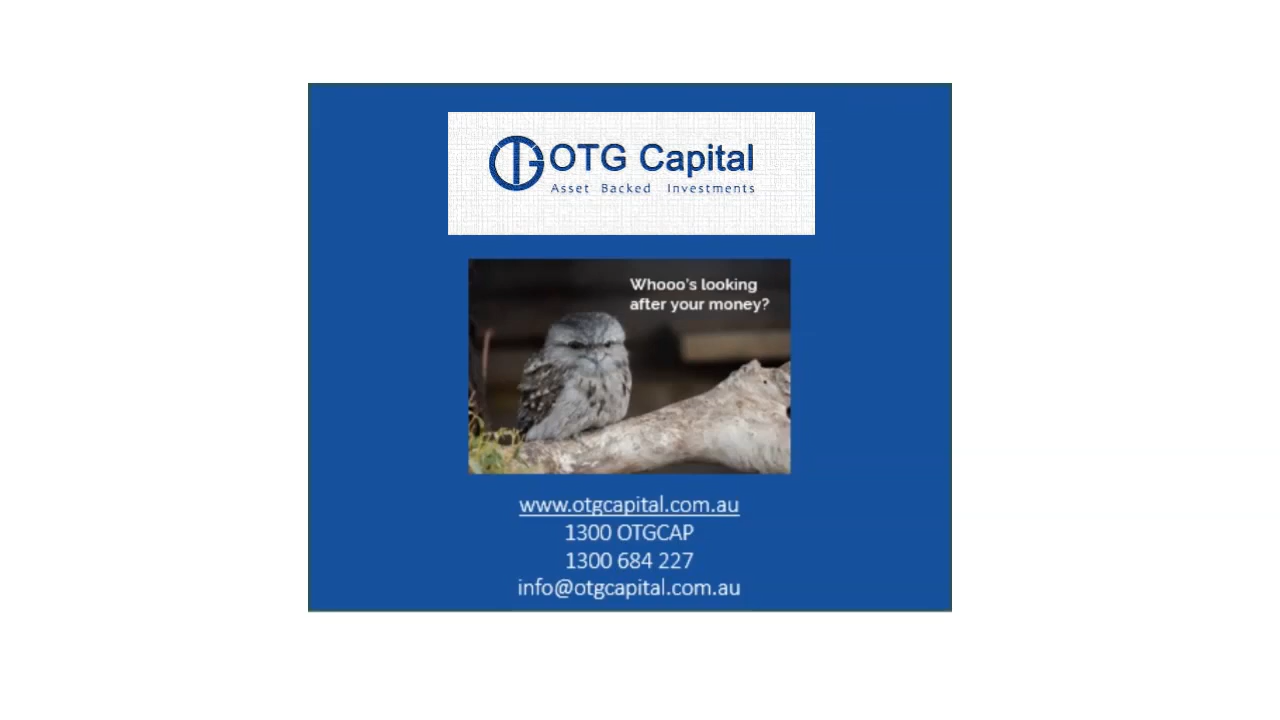 OTG Capital
Asset Backed Investments
Whooo's looking
after your money?
www.otgcapital.com.au
1300 OTGCAP
1300 684 227
info@otgcapital.com.au